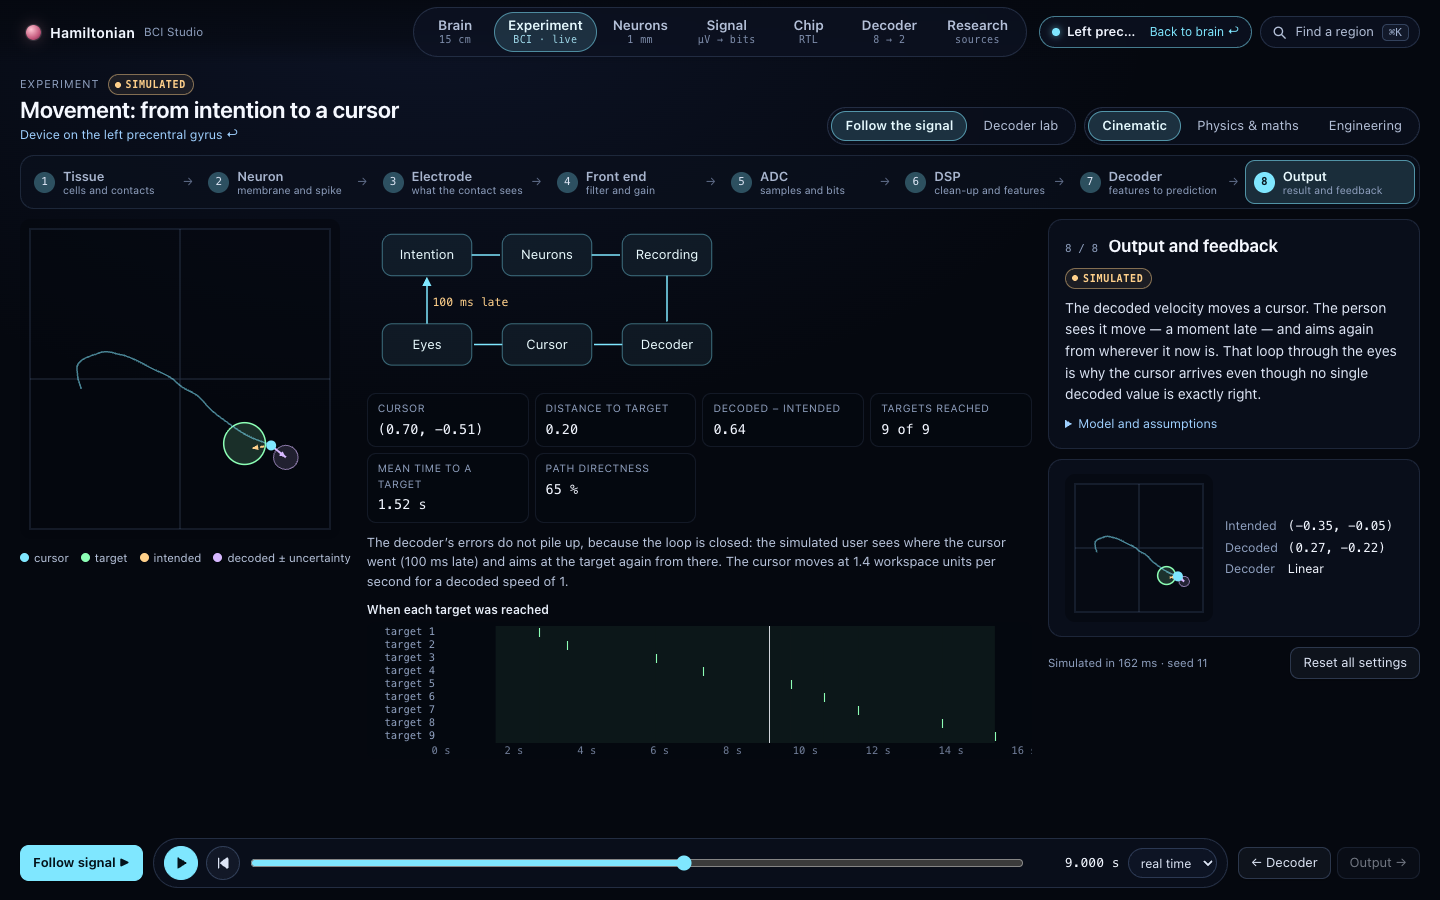 Hamiltonian BCI Studio
Brain
15 cm
Experiment
BCI · live
Neurons
1 mm
Signal
µV → bits
Chip
RTL
Decoder
8 → 2
Research
sources
Left prec... Back to brain ↩
Find a region ⌘K
EXPERIMENT SIMULATED
Movement: from intention to a cursor
Device on the left precentral gyrus ↩
Follow the signal Decoder lab
Cinematic Physics & maths Engineering
1 Tissue
cells and contacts
→
2 Neuron
membrane and spike
→
3 Electrode
what the contact sees
→
4 Front end
filter and gain
→
5 ADC
samples and bits
→
6 DSP
clean-up and features
→
7 Decoder
features to prediction
→
8 Output
result and feedback
cursor target intended decoded ± uncertainty
Intention Neurons Recording
100 ms late
Eyes Cursor Decoder
CURSOR
(0.70, −0.51)
DISTANCE TO TARGET
0.20
DECODED − INTENDED
0.64
TARGETS REACHED
9 of 9
MEAN TIME TO A
TARGET
1.52 s
PATH DIRECTNESS
65 %
The decoder's errors do not pile up, because the loop is closed: the simulated user sees where the cursor
went (100 ms late) and aims at the target again from there. The cursor moves at 1.4 workspace units per
second for a decoded speed of 1.
When each target was reached
target 1
target 2
target 3
target 4
target 5
target 6
target 7
target 8
target 9
0 s 2 s 4 s 6 s 8 s 10 s 12 s 14 s 16
8 / 8 Output and feedback
SIMULATED
The decoded velocity moves a cursor. The person
sees it move — a moment late — and aims again
from wherever it now is. That loop through the eyes
is why the cursor arrives even though no single
decoded value is exactly right.
▶ Model and assumptions
Intended (−0.35, −0.05)
Decoded (0.27, −0.22)
Decoder Linear
Simulated in 162 ms · seed 11
Reset all settings
Follow signal ▶
9.000 s
real time
← Decoder
Output →